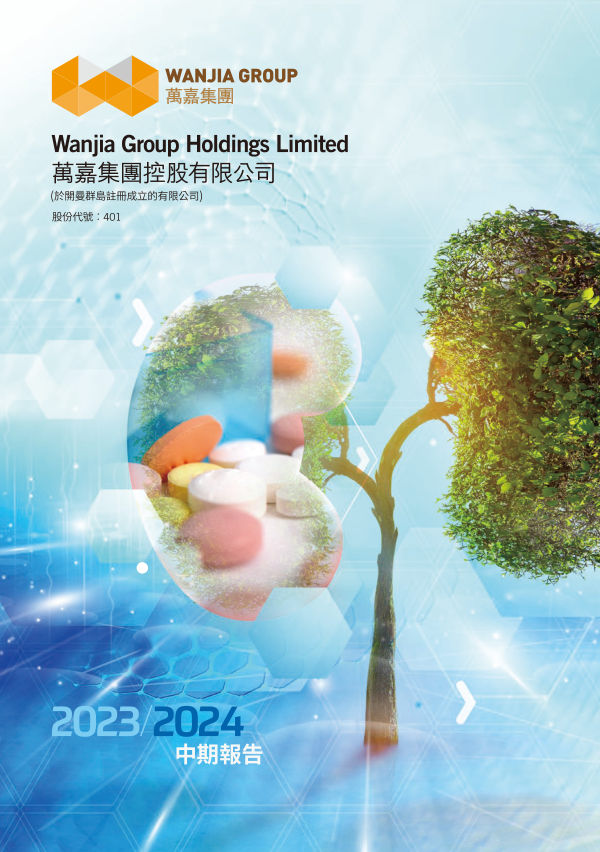 WANJIA GROUP
萬嘉集團
Wanjia Group Holdings Limited
萬嘉集團控股有限公司
(於開曼群島註冊成立的有限公司)
股份代號：401
2023/2024
中期報告